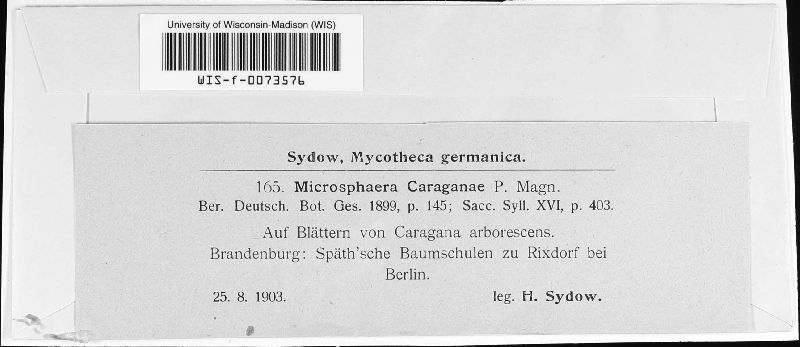 University of Wisconsin-Madison (WIS)
WIS-f-0073576
Sydow, Mycotheca germanica.
165. Microsphaera Caraganae P. Magn.
Ber. Deutsch. Bot. Ges. 1899, p. 145; Sacc. Syll. XVI, p. 403.
Auf Blättern von Caragana arborescens.
Brandenburg: Späth'sche Baumschulen zu Rixdorf bei
Berlin.
25. 8. 1903. leg. H. Sydow.